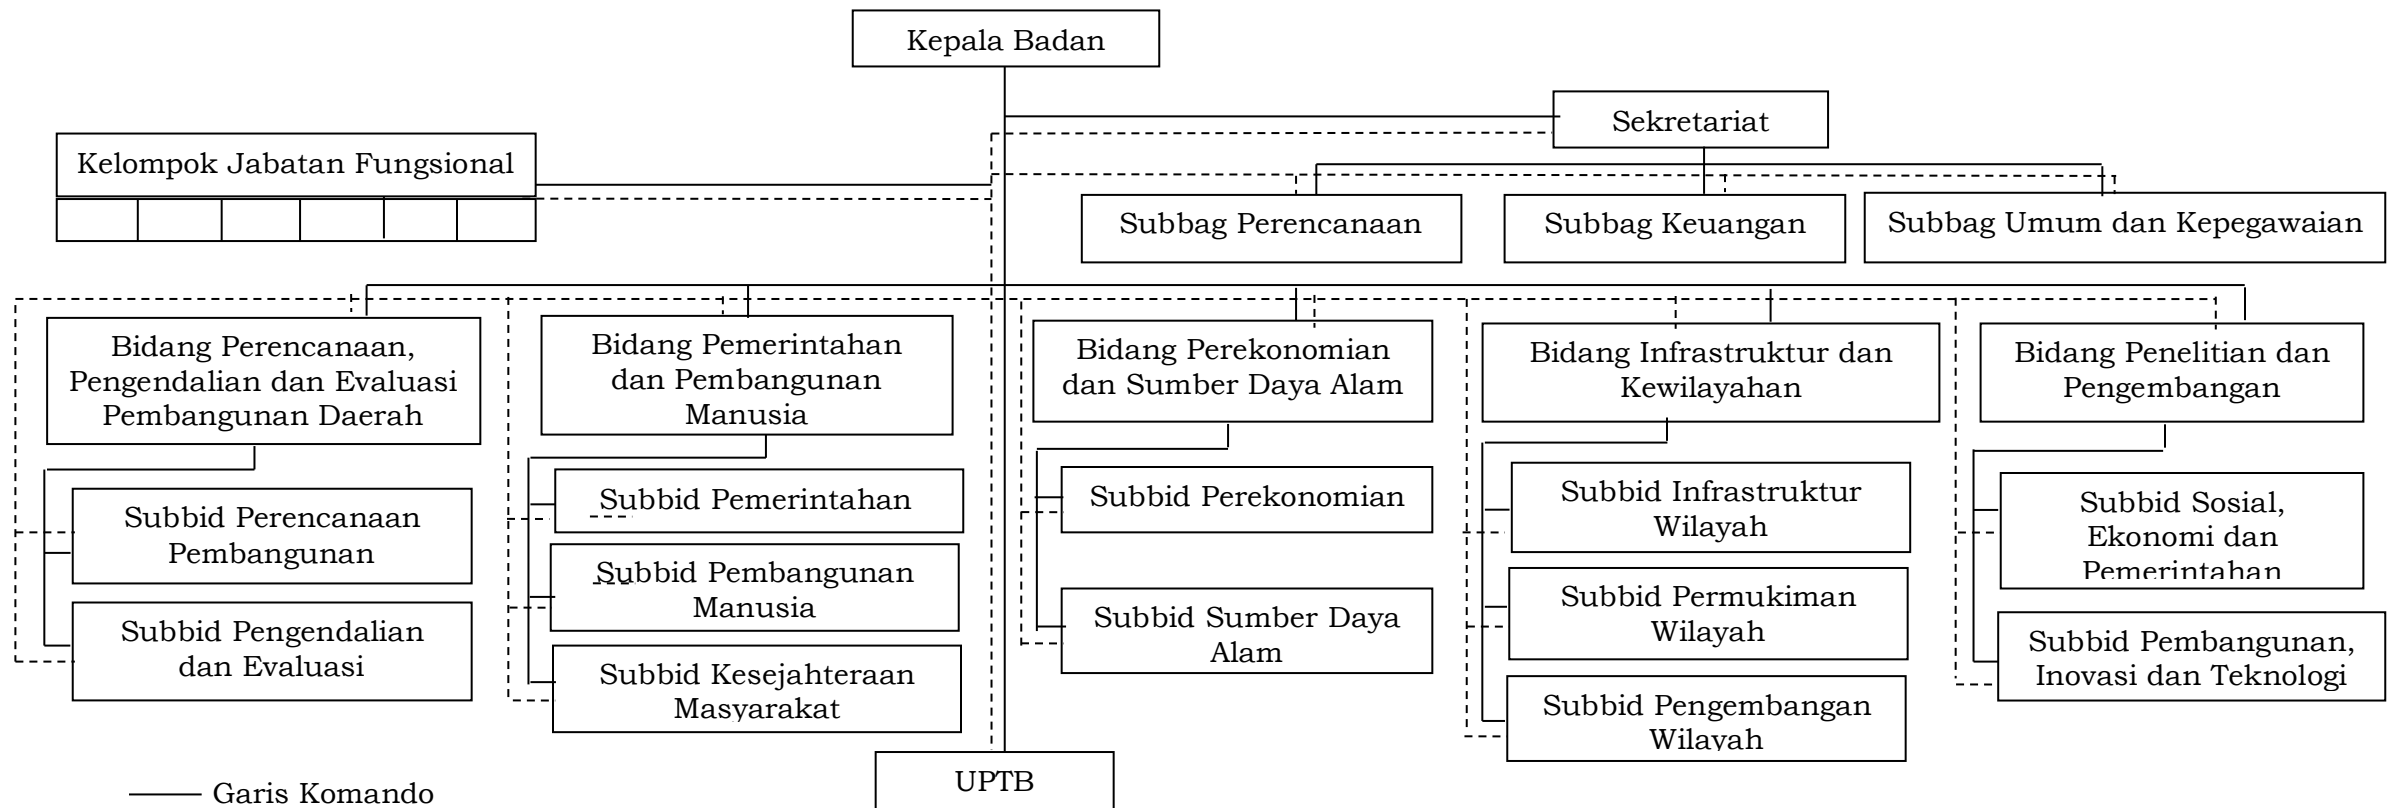 Kepala Badan
Sekretariat
Kelompok Jabatan Fungsional
Subbag Perencanaan
Subbag Keuangan
Subbag Umum dan Kepegawaian
Bidang Perencanaan,
Pengendalian dan Evaluasi
Pembangunan Daerah
Bidang Pemerintahan
dan Pembangunan
Manusia
Bidang Perekonomian
dan Sumber Daya Alam
Bidang Infrastruktur dan
Kewilayahan
Bidang Penelitian dan
Pengembangan
Subbid Perencanaan
Pembangunan
Subbid Pengendalian
dan Evaluasi
Subbid Pemerintahan
Subbid Pembangunan
Manusia
Subbid Kesejahteraan
Masyarakat
Subbid Perekonomian
Subbid Sumber Daya
Alam
Subbid Infrastruktur
Wilayah
Subbid Permukiman
Wilayah
Subbid Pengembangan
Wilayah
Subbid Sosial,
Ekonomi dan
Pemerintahan
Subbid Pembangunan,
Inovasi dan Teknologi
UPTB
Garis Komando